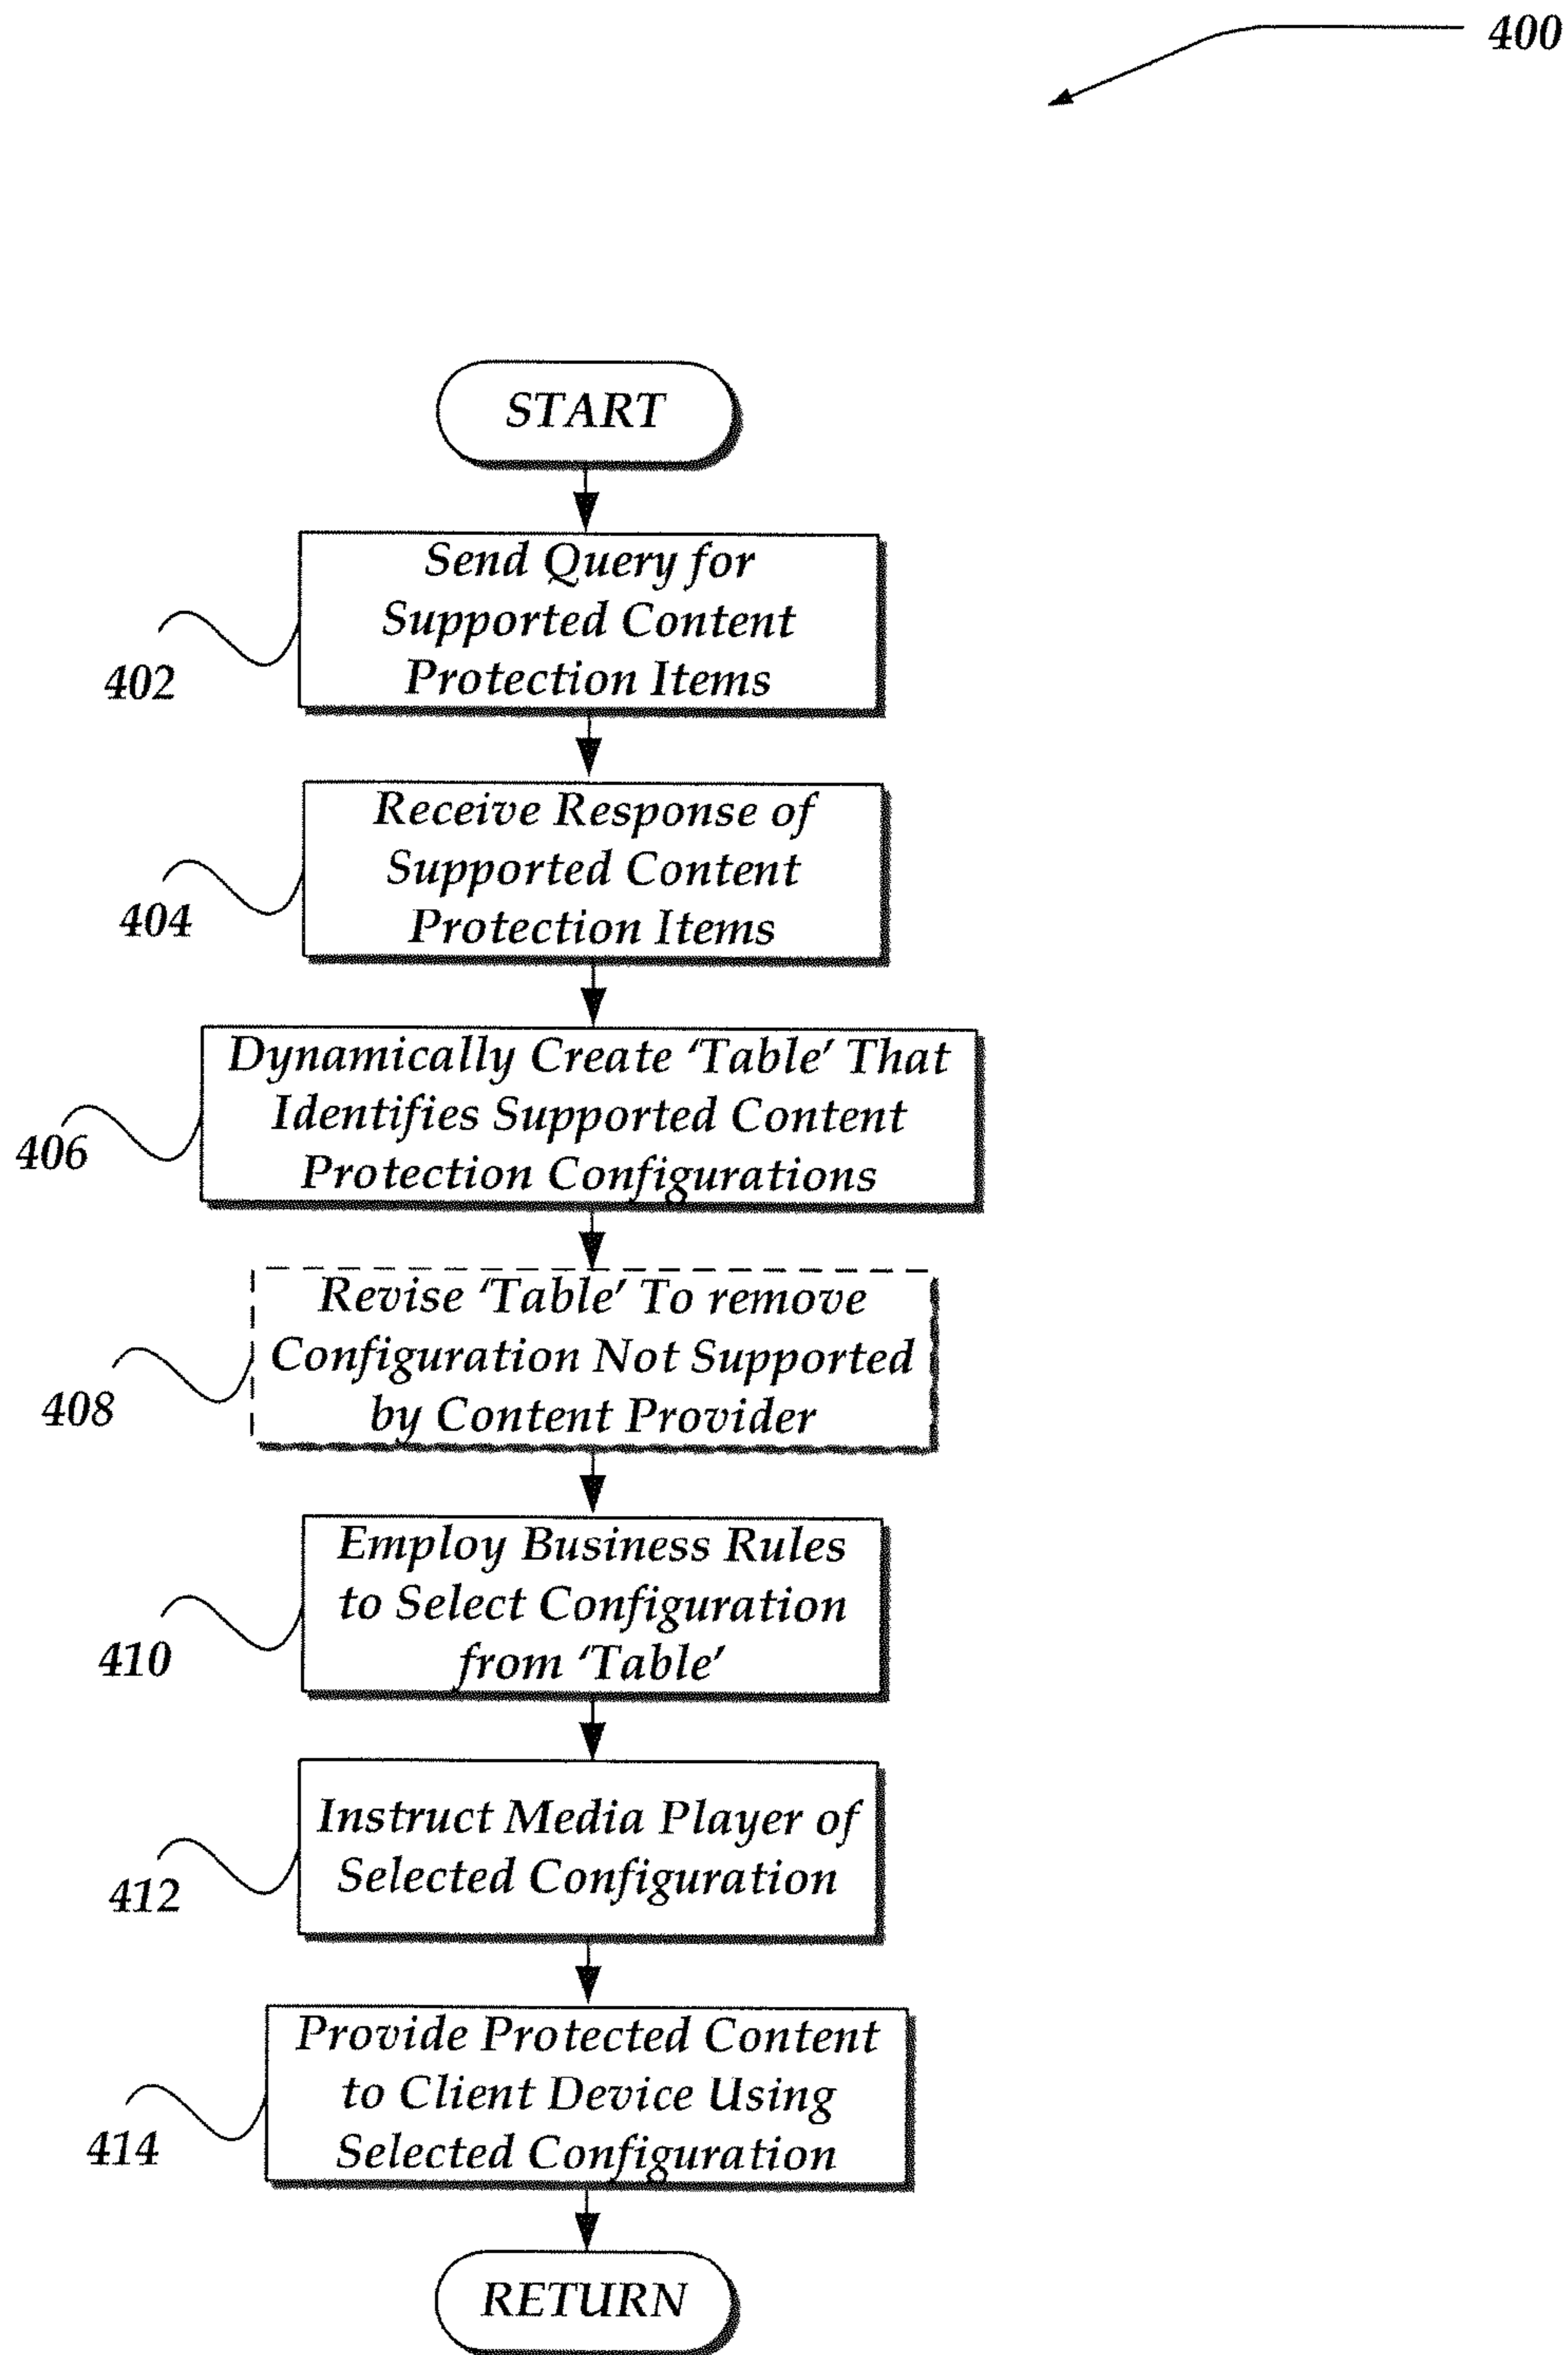 400
START
Send Query for
Supported Content
Protection Items
402
Receive Response of
Supported Content
Protection Items
404
Dynamically Create ‘Table’ That
Identifies Supported Content
Protection Configurations
406
Revise ‘Table’ To remove
Configuration Not Supported
by Content Provider
408
Employ Business Rules
to Select Configuration
from ‘Table’
410
Instruct Media Player of
Selected Configuration
412
Provide Protected Content
to Client Device Using
Selected Configuration
414
RETURN